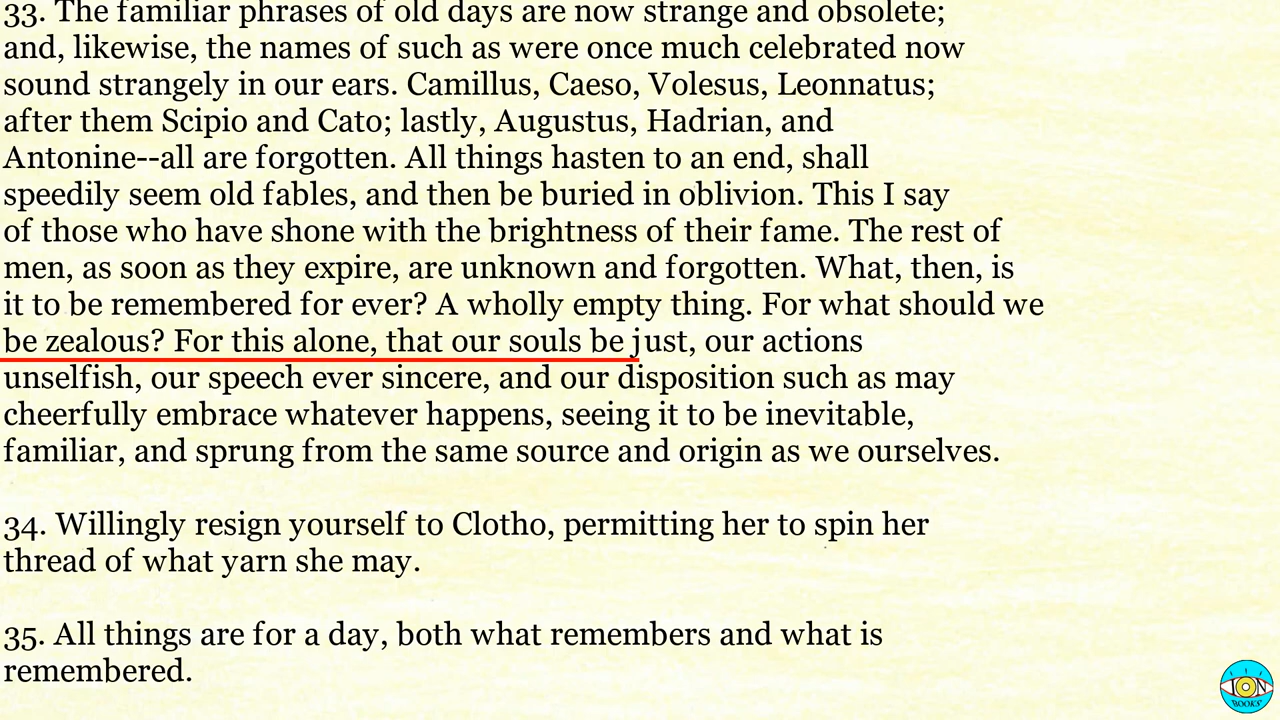 33. The familiar phrases of old days are now strange and obsolete;
and, likewise, the names of such as were once much celebrated now
sound strangely in our ears. Camillus, Caeso, Volesus, Leonnatus;
after them Scipio and Cato; lastly, Augustus, Hadrian, and
Antonine--all are forgotten. All things hasten to an end, shall
speedily seem old fables, and then be buried in oblivion. This I say
of those who have shone with the brightness of their fame. The rest of
men, as soon as they expire, are unknown and forgotten. What, then, is
it to be remembered for ever? A wholly empty thing. For what should we
be zealous? For this alone, that our souls be just, our actions
unselfish, our speech ever sincere, and our disposition such as may
cheerfully embrace whatever happens, seeing it to be inevitable,
familiar, and sprung from the same source and origin as we ourselves.
34. Willingly resign yourself to Clotho, permitting her to spin her
thread of what yarn she may.
35. All things are for a day, both what remembers and what is
remembered.
ION
BOOKS